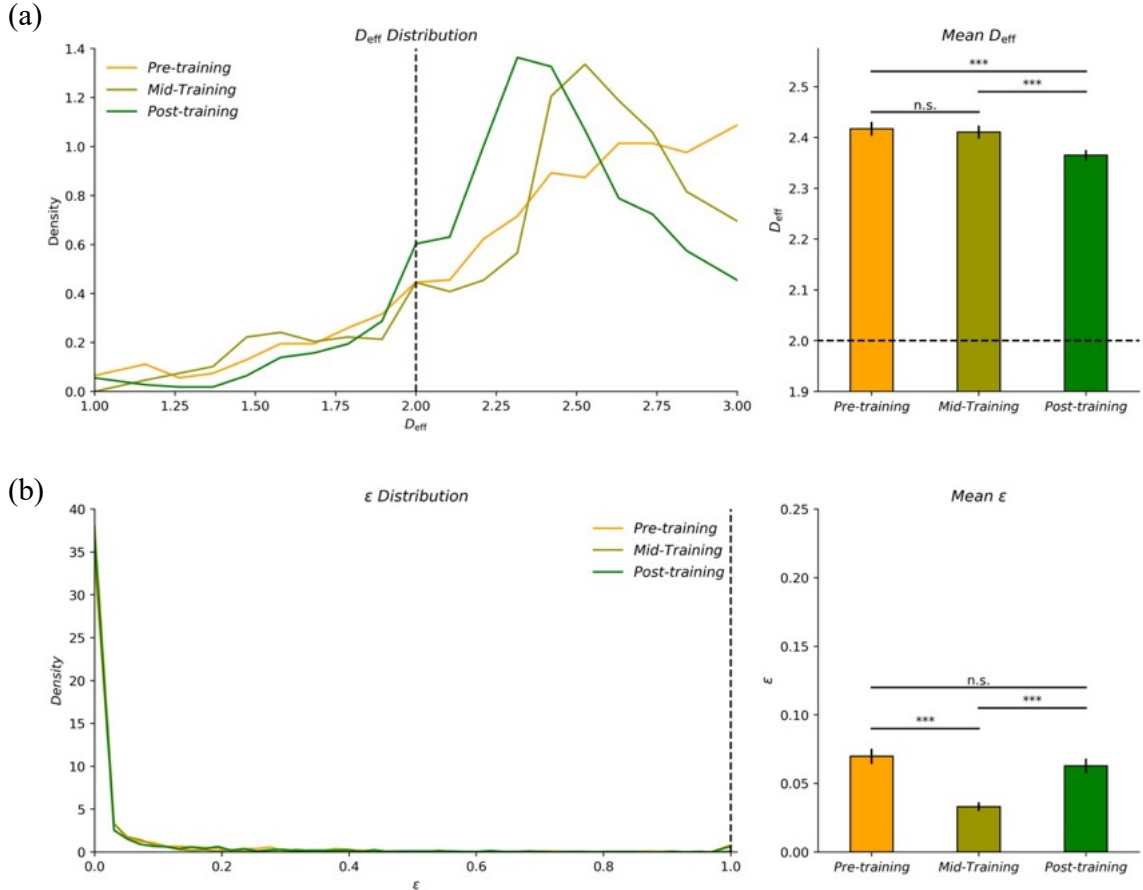 (a)
D_eff Distribution
Mean D_eff
1.4
1.2
1.0
0.8
0.6
0.4
0.2
0.0
Density
Pre-training
Mid-Training
Post-training
1.00 1.25 1.50 1.75 2.00 2.25 2.50 2.75 3.00
D_eff
2.5
2.4
2.3
2.2
2.1
2.0
1.9
D_eff
***
***
n.s.
Pre-training Mid-Training Post-training
(b)
ε Distribution
Mean ε
40
35
30
25
20
15
10
5
0
Density
Pre-training
Mid-Training
Post-training
0.0 0.2 0.4 0.6 0.8 1.0
ε
0.25
0.20
0.15
0.10
0.05
0.00
ε
n.s.
***
***
Pre-training Mid-Training Post-training